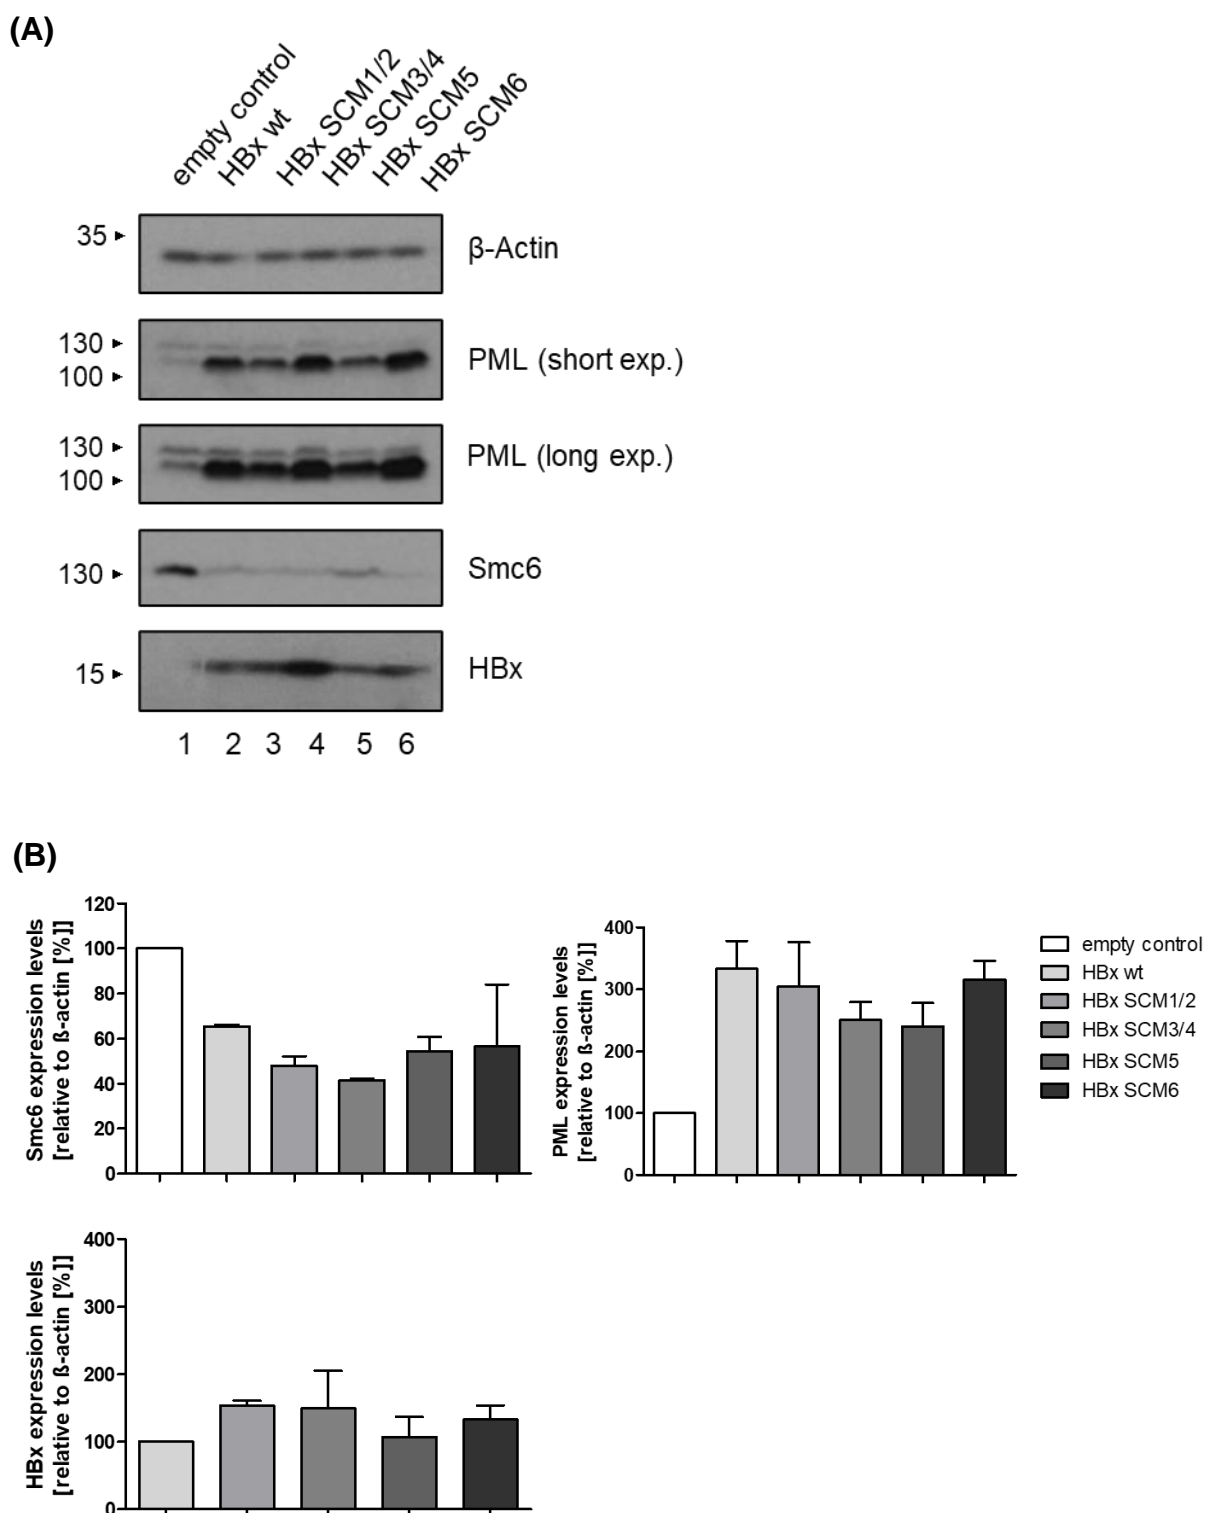 (A)
empty control
HBx wt
HBx SCM1/2
HBx SCM3/4
HBx SCM5
HBx SCM6
35
β-Actin
130
100
PML (short exp.)
130
100
PML (long exp.)
130
Smc6
15
HBx
1 2 3 4 5 6
(B)
Smc6 expression levels
[relative to ß-actin [%]]
120
100
80
60
40
20
0
PML expression levels
[relative to ß-actin [%]]
400
300
200
100
0
empty control
HBx wt
HBx SCM1/2
HBx SCM3/4
HBx SCM5
HBx SCM6
HBx expression levels
[relative to ß-actin [%]]
400
300
200
100
0